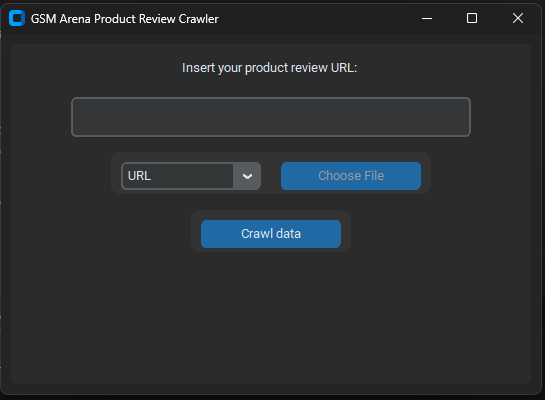 GSM Arena Product Review Crawler
Insert your product review URL:
URL
Choose File
Crawl data